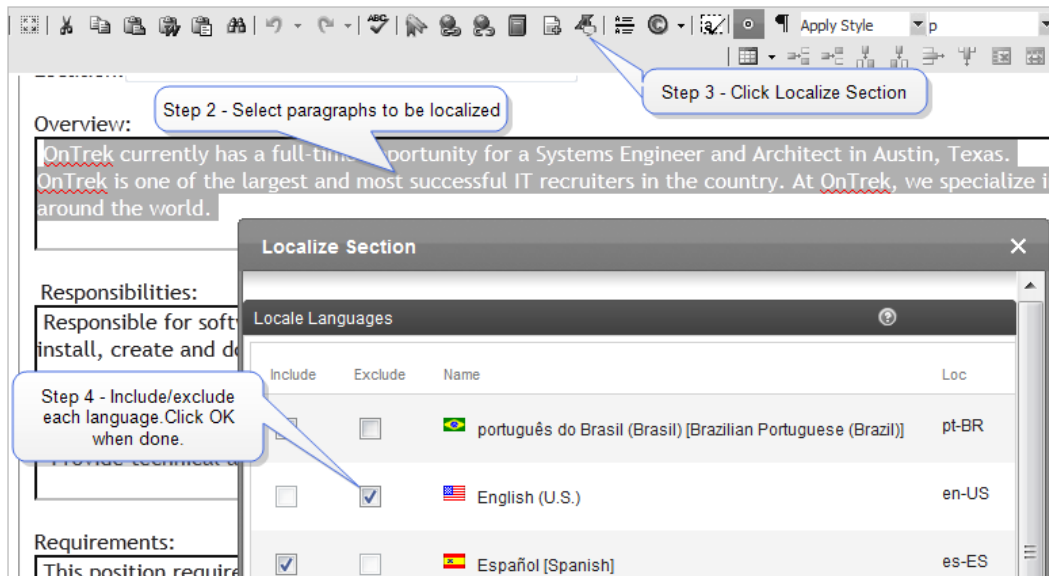 ABC
Apply Style
p
Step 3 - Click Localize Section
Step 2 - Select paragraphs to be localized
Overview:
OnTrek currently has a full-time opportunity for a Systems Engineer and Architect in Austin, Texas.
OnTrek is one of the largest and most successful IT recruiters in the country. At OnTrek, we specialize i
around the world.
Localize Section
Responsibilities:
Responsible for soft
install, create and d
Locale Languages
Include Exclude Name Loc
Step 4 - Include/exclude
each language.Click OK
when done.
português do Brasil (Brasil) [Brazilian Portuguese (Brazil)] pt-BR
Provide technical a
English (U.S.) en-US
Requirements:
This position require
Español [Spanish] es-ES